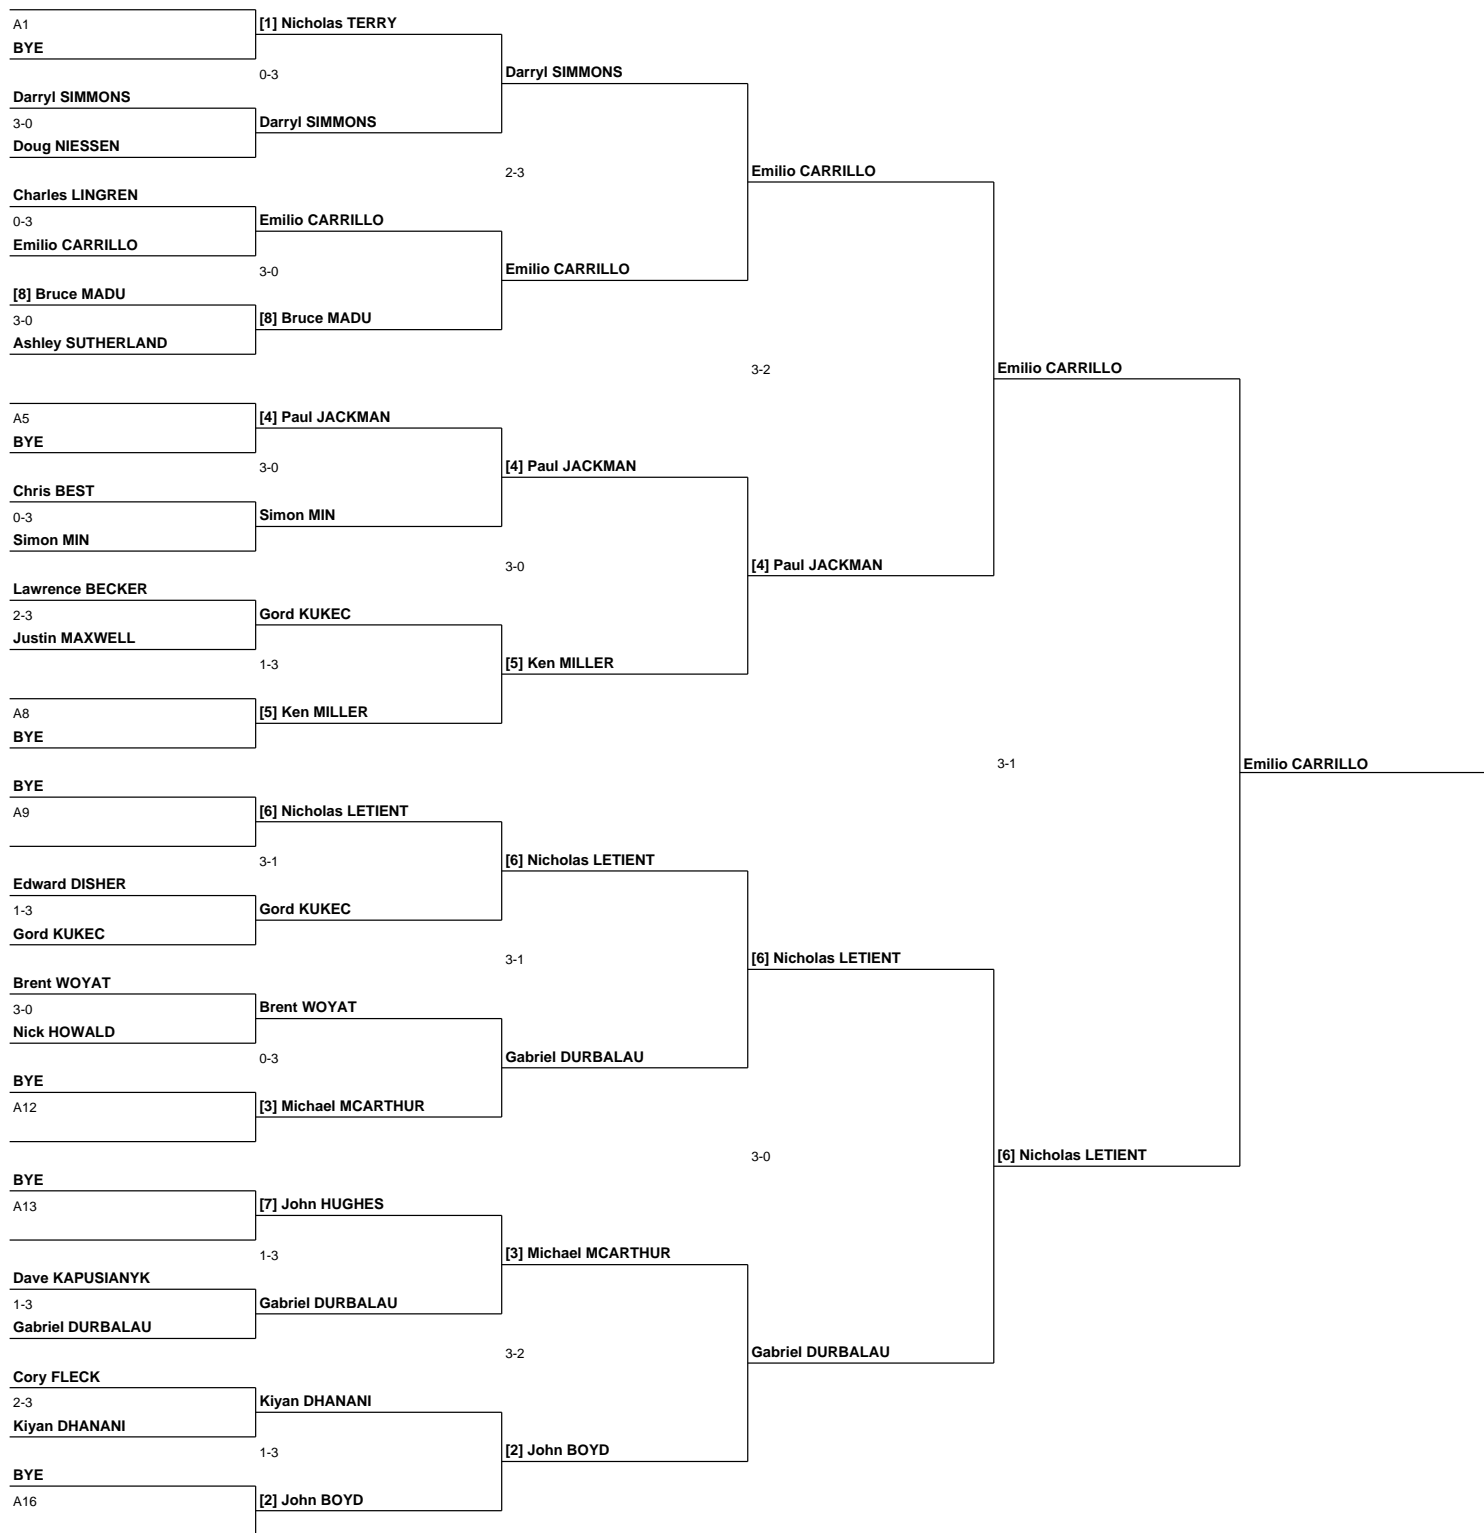 A1
BYE
[1] Nicholas TERRY
0-3
Darryl SIMMONS
3-0
Doug NIESSEN
Darryl SIMMONS
Darryl SIMMONS
2-3
Charles LINGREN
0-3
Emilio CARRILLO
Emilio CARRILLO
3-0
[8] Bruce MADU
3-0
Ashley SUTHERLAND
[8] Bruce MADU
Emilio CARRILLO
Emilio CARRILLO
3-2
A5
BYE
[4] Paul JACKMAN
3-0
Chris BEST
0-3
Simon MIN
Simon MIN
[4] Paul JACKMAN
3-0
Lawrence BECKER
2-3
Justin MAXWELL
Gord KUKEC
1-3
A8
BYE
[5] Ken MILLER
[5] Ken MILLER
[4] Paul JACKMAN
Emilio CARRILLO
3-1
Emilio CARRILLO
BYE
A9
[6] Nicholas LETIENT
3-1
Edward DISHER
1-3
Gord KUKEC
Gord KUKEC
[6] Nicholas LETIENT
3-1
Brent WOYAT
3-0
Nick HOWALD
Brent WOYAT
0-3
BYE
A12
[3] Michael MCARTHUR
Gabriel DURBALAU
[6] Nicholas LETIENT
3-0
[6] Nicholas LETIENT
BYE
A13
[7] John HUGHES
1-3
Dave KAPUSIANYK
1-3
Gabriel DURBALAU
Gabriel DURBALAU
[3] Michael MCARTHUR
3-2
Cory FLECK
2-3
Kiyan DHANANI
Kiyan DHANANI
1-3
BYE
A16
[2] John BOYD
[2] John BOYD
Gabriel DURBALAU